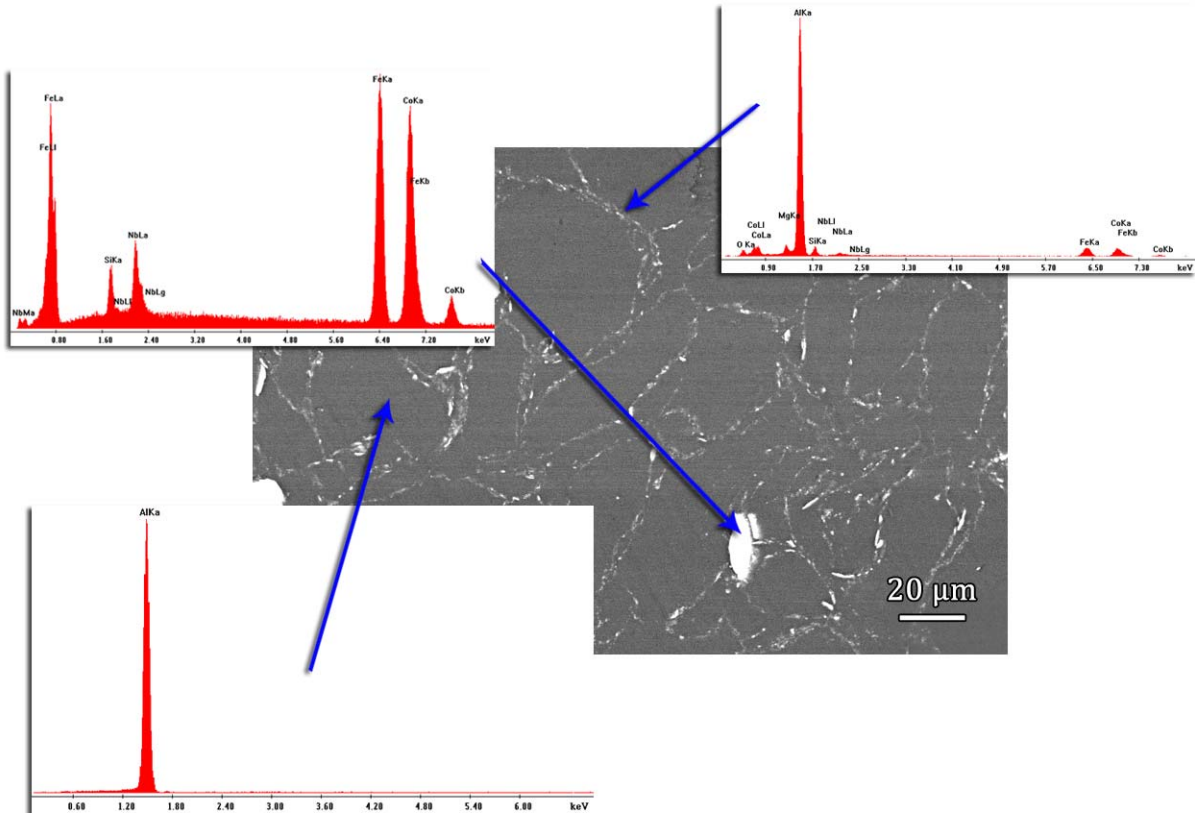 FeLa
FeLl
NbMa
SiKa
NbLl
NbLa
NbLg
FeKa
CoKa
FeKb
CoKb
0.80 1.60 2.40 3.20 4.00 4.80 5.60 6.40 7.20 keV
AlKa
O Ka
CoLl
CoLa
MgKa
NbLl
SiKa
NbLa
NbLg
FeKa
CoKa
FeKb
CoKb
0.90 1.70 2.50 3.30 4.10 4.90 5.70 6.50 7.30 keV
20 μm
AlKa
0.60 1.20 1.80 2.40 3.00 3.60 4.20 4.80 5.40 6.00 keV